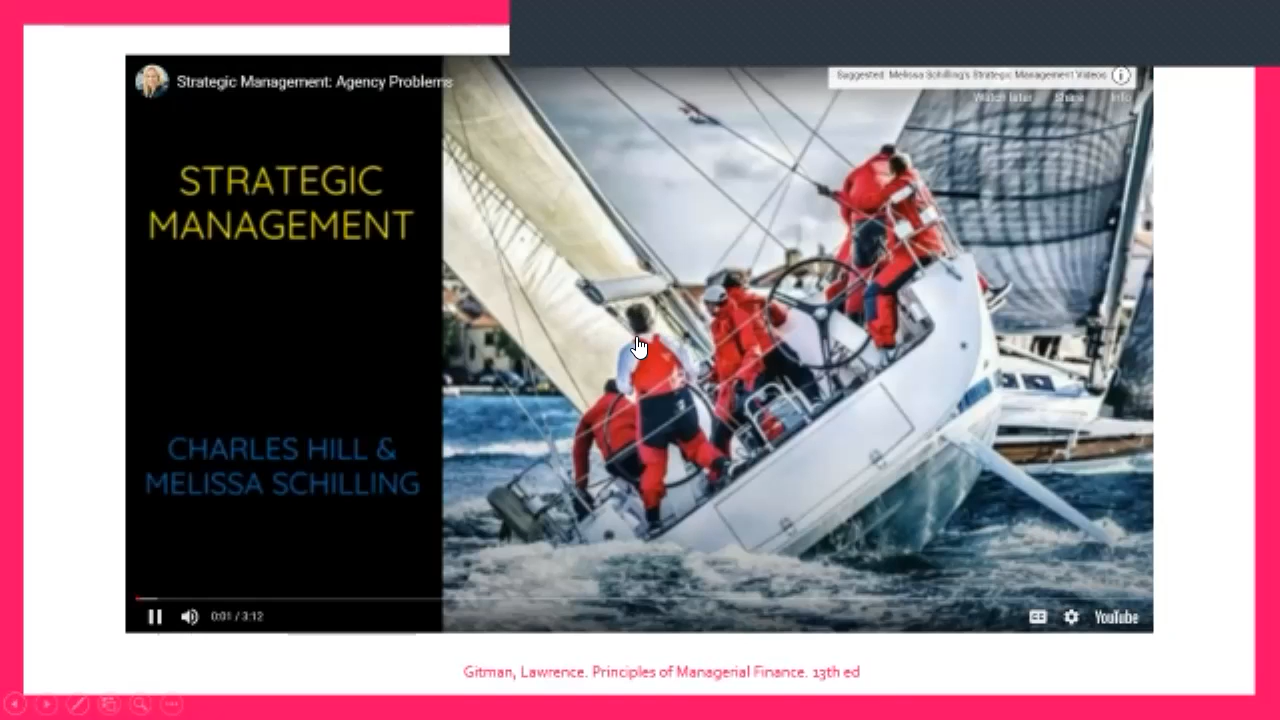 Strategic Management: Agency Problems
Suggested: Melissa Schilling's Strategic Management Videos
Watch later Share Info
STRATEGIC
MANAGEMENT
CHARLES HILL &
MELISSA SCHILLING
0:01 / 3:12
CC
YouTube
Gitman, Lawrence. Principles of Managerial Finance. 13th ed